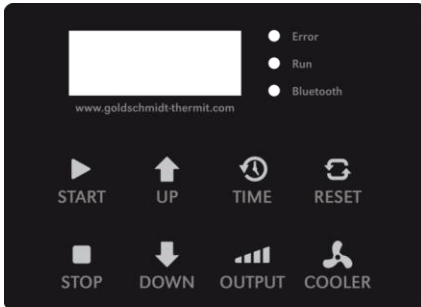 Error
Run
Bluetooth
www.goldschmidt-thermit.com
START UP TIME RESET
STOP DOWN OUTPUT COOLER